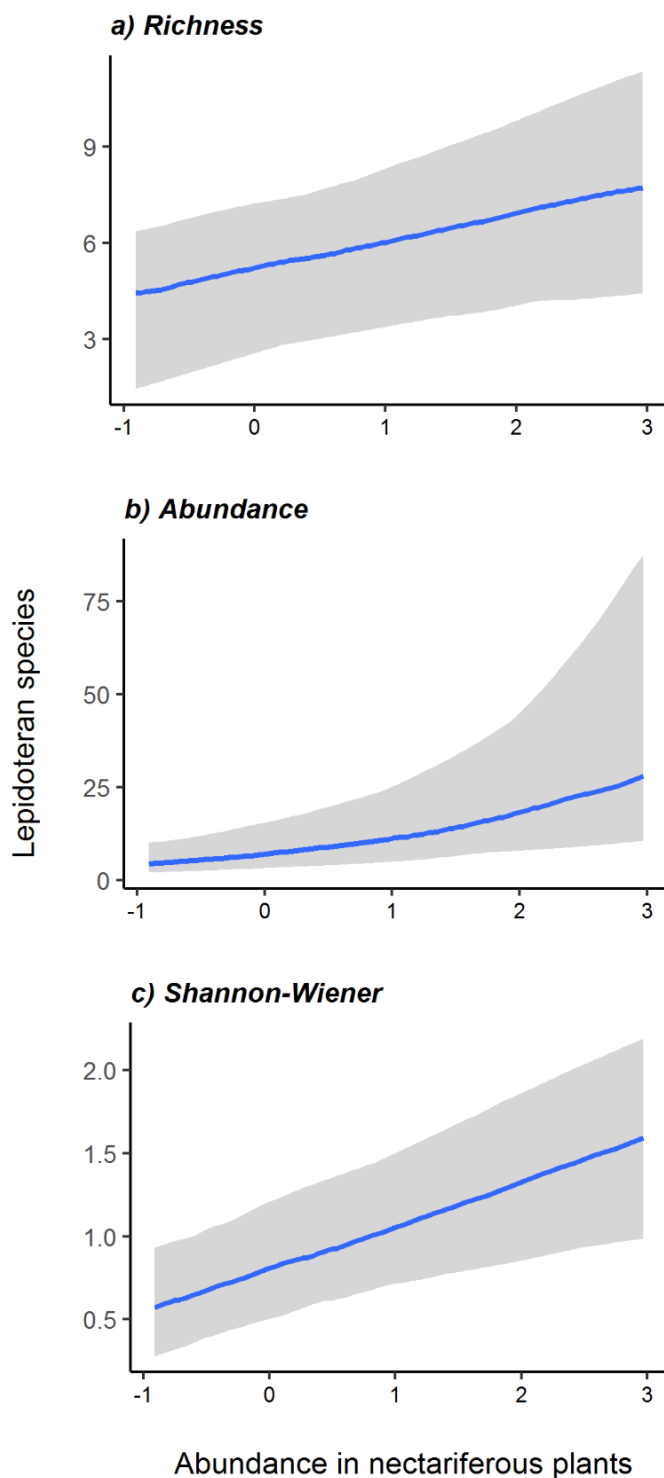 a) Richness
9
6
3
-1 0 1 2 3
b) Abundance
75
50
25
0
-1 0 1 2 3
Lepidoteran species
c) Shannon-Wiener
2.0
1.5
1.0
0.5
-1 0 1 2 3
Abundance in nectariferous plants